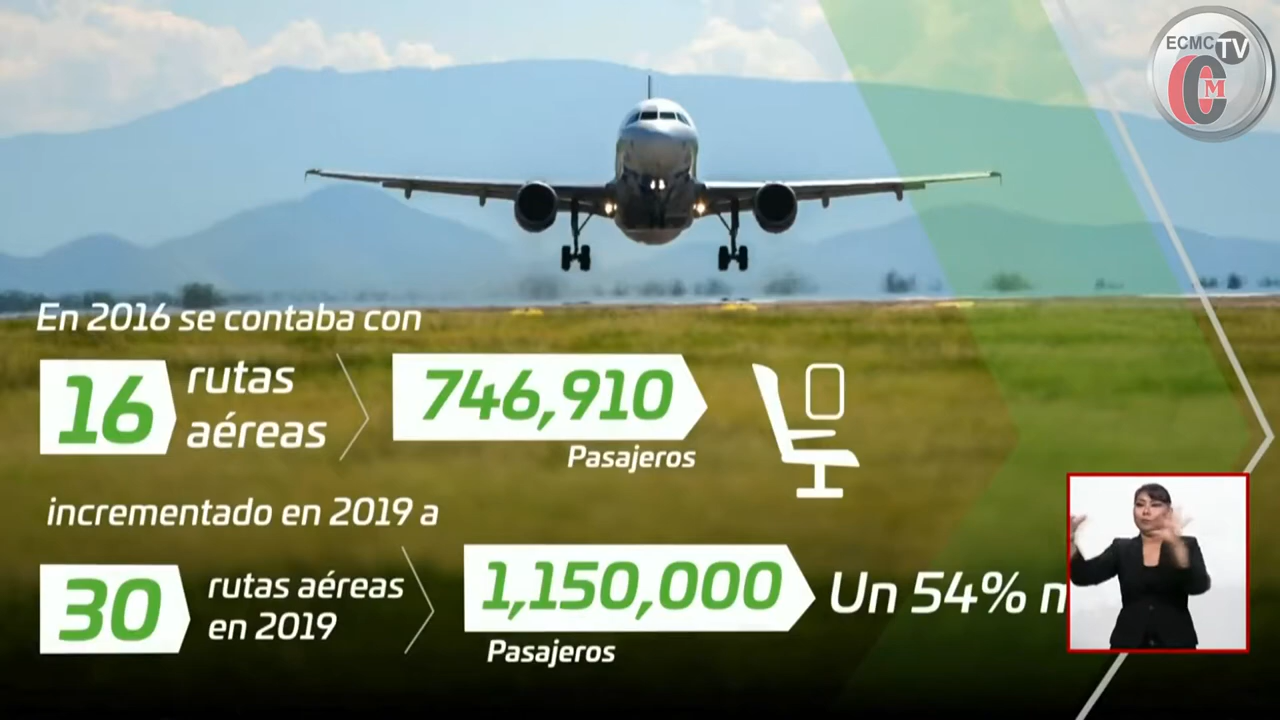 ECMC TV
CM
En 2016 se contaba con
16
rutas
aéreas
746,910
Pasajeros
incrementado en 2019 a
30
rutas aéreas
en 2019
1,150,000
Un 54%
Pasajeros